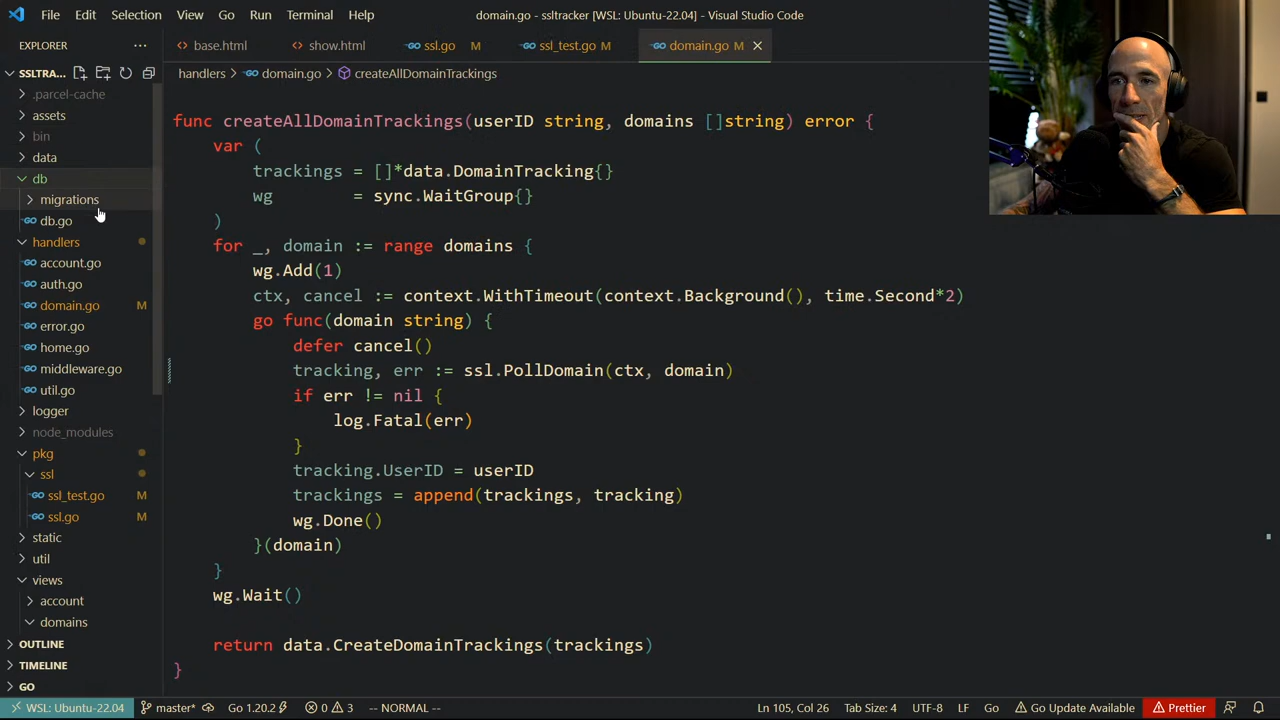 File Edit Selection View Go Run Terminal Help
domain.go - ssltracker [WSL: Ubuntu-22.04] - Visual Studio Code
EXPLORER
base.html
show.html
ssl.go M
ssl_test.go M
domain.go M
SSLTRA...
handlers > domain.go > createAllDomainTrackings
.parcel-cache
assets
bin
data
db
migrations
db.go
handlers
account.go
auth.go
domain.go M
error.go
home.go
middleware.go
util.go
logger
node_modules
pkg
ssl
ssl_test.go M
ssl.go M
static
util
views
account
domains
OUTLINE
TIMELINE
GO
func createAllDomainTrackings(userID string, domains []string) error {
var (
trackings = []*data.DomainTracking{}
wg = sync.WaitGroup{}
)
for _, domain := range domains {
wg.Add(1)
ctx, cancel := context.WithTimeout(context.Background(), time.Second*2)
go func(domain string) {
defer cancel()
tracking, err := ssl.PollDomain(ctx, domain)
if err != nil {
log.Fatal(err)
}
tracking.UserID = userID
trackings = append(trackings, tracking)
wg.Done()
}(domain)
}
wg.Wait()
return data.CreateDomainTrackings(trackings)
}
WSL: Ubuntu-22.04 master* Go 1.20.2 0 3 -- NORMAL -- Ln 105, Col 26 Tab Size: 4 UTF-8 LF Go Go Update Available Prettier